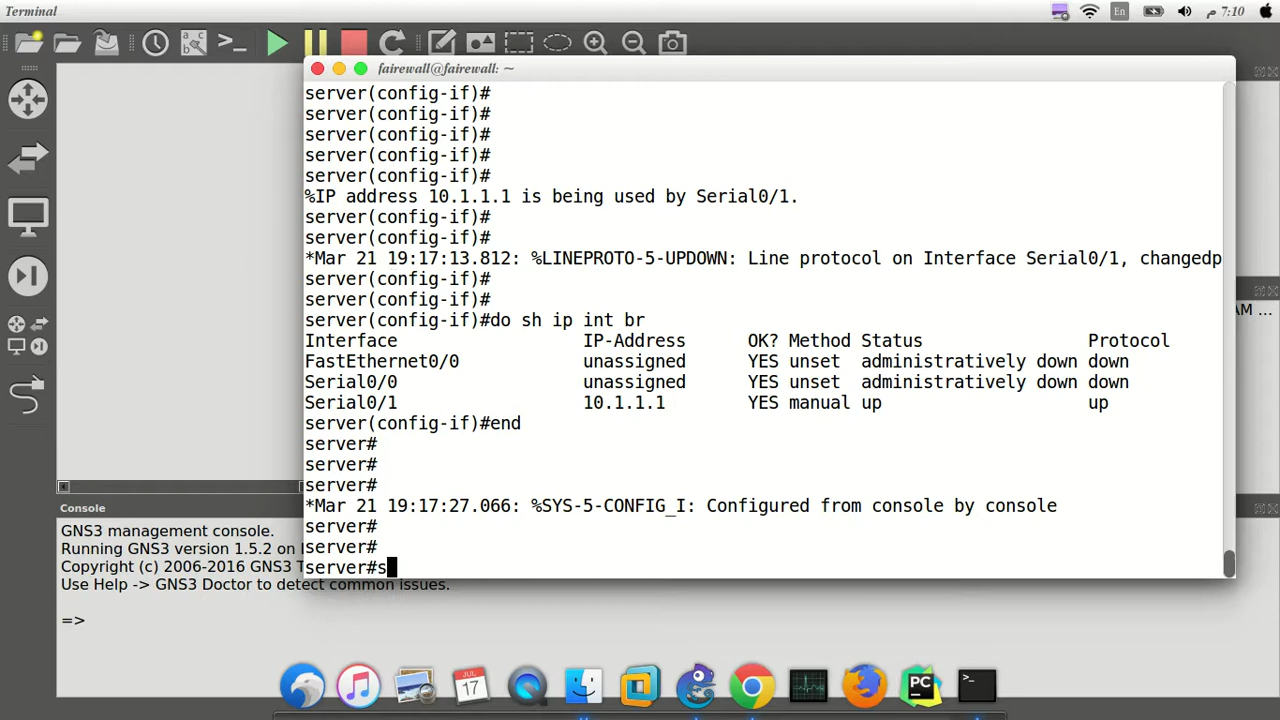 Terminal
En
م 7:10
fairewall@fairewall: ~
server(config-if)#
server(config-if)#
server(config-if)#
server(config-if)#
server(config-if)#
%IP address 10.1.1.1 is being used by Serial0/1.
server(config-if)#
server(config-if)#
*Mar 21 19:17:13.812: %LINEPROTO-5-UPDOWN: Line protocol on Interface Serial0/1, changedp
server(config-if)#
server(config-if)#
server(config-if)#do sh ip int br
Interface IP-Address OK? Method Status Protocol
FastEthernet0/0 unassigned YES unset administratively down down
Serial0/0 unassigned YES unset administratively down down
Serial0/1 10.1.1.1 YES manual up up
server(config-if)#end
server#
server#
server#
*Mar 21 19:17:27.066: %SYS-5-CONFIG_I: Configured from console by console
server#
server#
server#s
AM ...
Console
GNS3 management console.
Running GNS3 version 1.5.2 on
Copyright (c) 2006-2016 GNS3 T
Use Help -> GNS3 Doctor to detect common issues.
=>
JUL
17
PC
>_